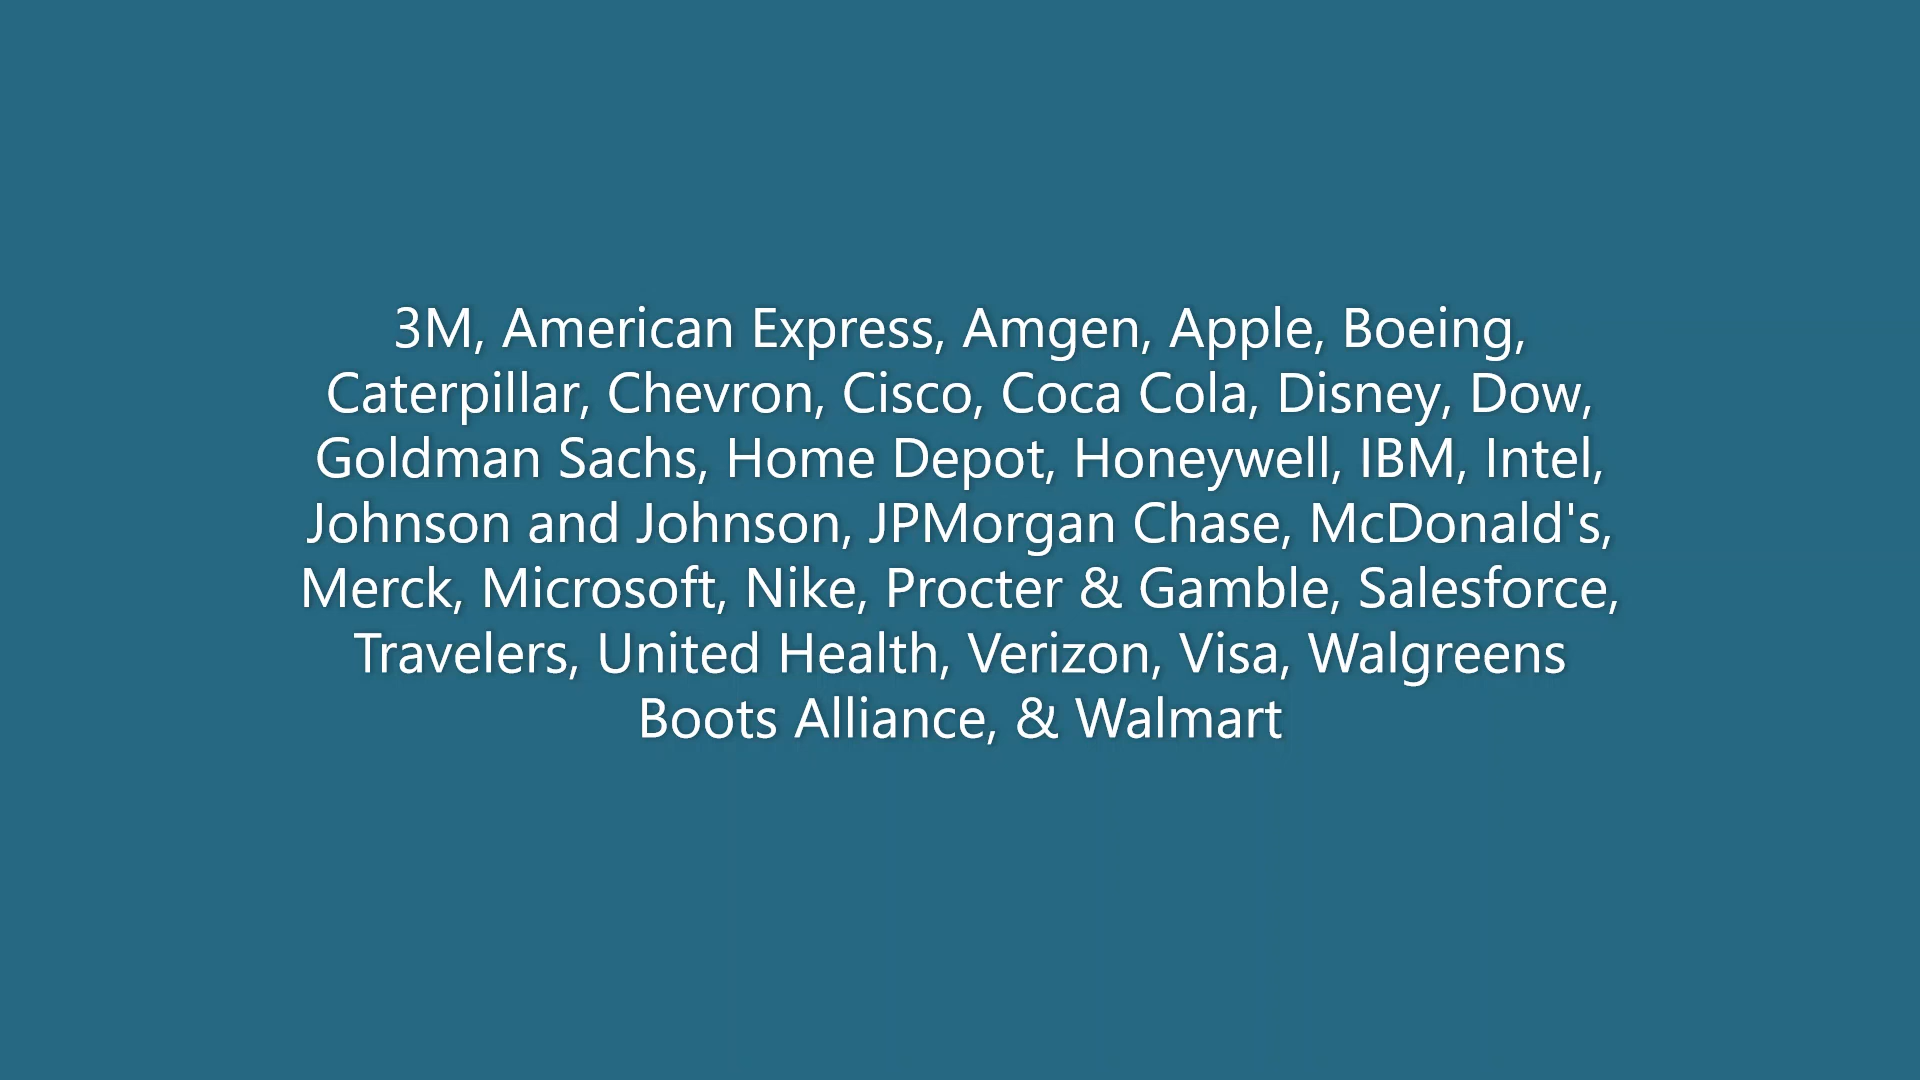 3M, American Express, Amgen, Apple, Boeing,
Caterpillar, Chevron, Cisco, Coca Cola, Disney, Dow,
Goldman Sachs, Home Depot, Honeywell, IBM, Intel,
Johnson and Johnson, JPMorgan Chase, McDonald's,
Merck, Microsoft, Nike, Procter & Gamble, Salesforce,
Travelers, United Health, Verizon, Visa, Walgreens
Boots Alliance, & Walmart